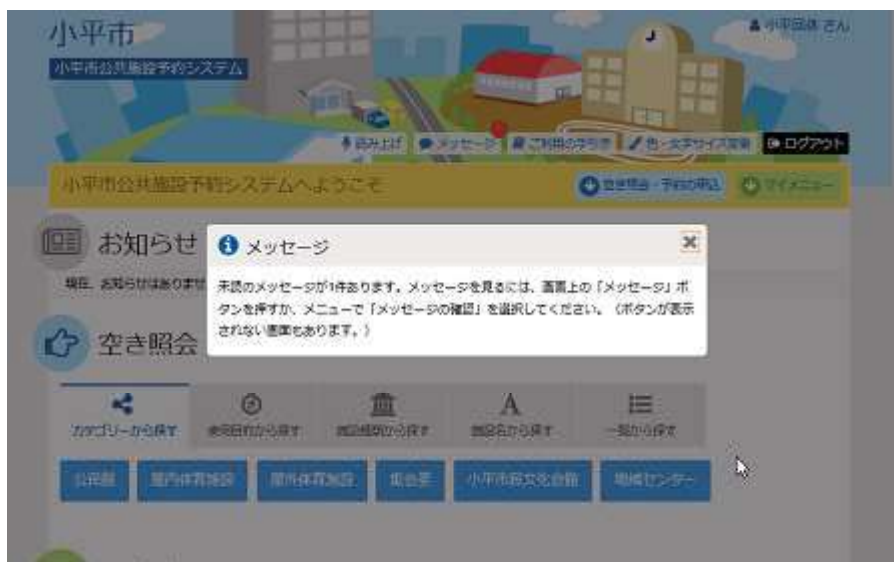 小平市
小平団体 さん
小平市公共施設予約システム
読み上げ メッセージ ご利用の手引き 色・文字サイズ変更 ログアウト
小平市公共施設予約システムへようこそ 空き照会・予約の申込 マイメニュー
お知らせ
現在、お知らせはありませ
メッセージ
未読のメッセージが1件あります。メッセージを見るには、画面上の「メッセージ」ボ
タンを押すか、メニューで「メッセージの確認」を選択してください。（ボタンが表示
されない画面もあります。）
空き照会
カテゴリーから探す 使用目的から探す 施設種類から探す 施設名から探す 一覧から探す
公民館 屋内体育施設 屋外体育施設 集会室 小平市民文化会館 地域センター